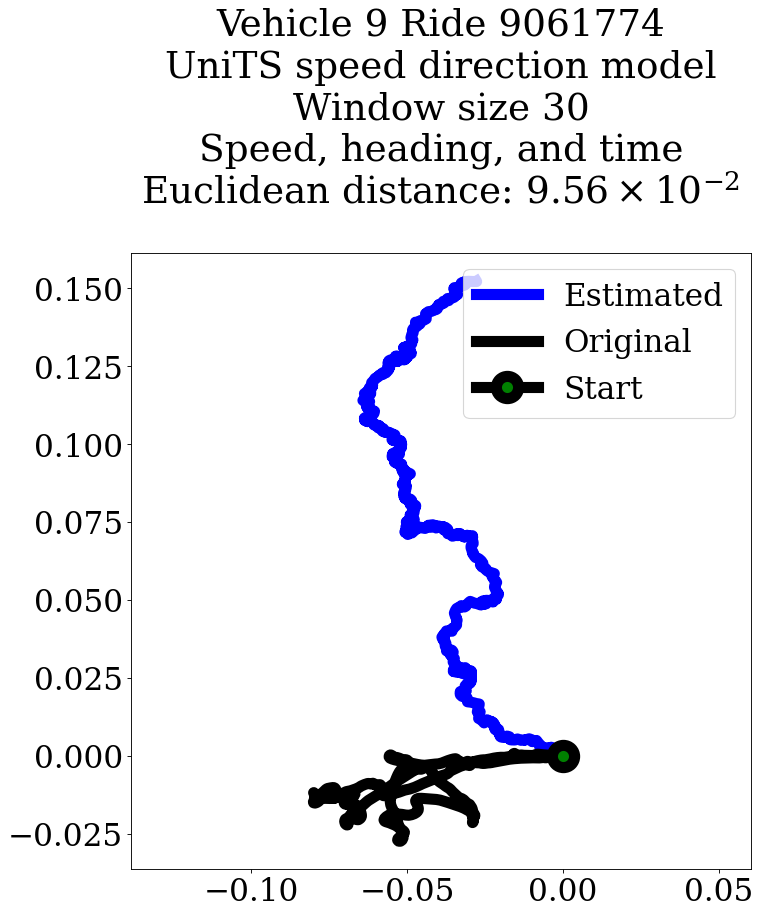 Vehicle 9 Ride 9061774
UniTS speed direction model
Window size 30
Speed, heading, and time
Euclidean distance: 9.56 × 10⁻²
0.150
0.125
0.100
0.075
0.050
0.025
0.000
−0.025
Estimated
Original
Start
−0.10
−0.05
0.00
0.05